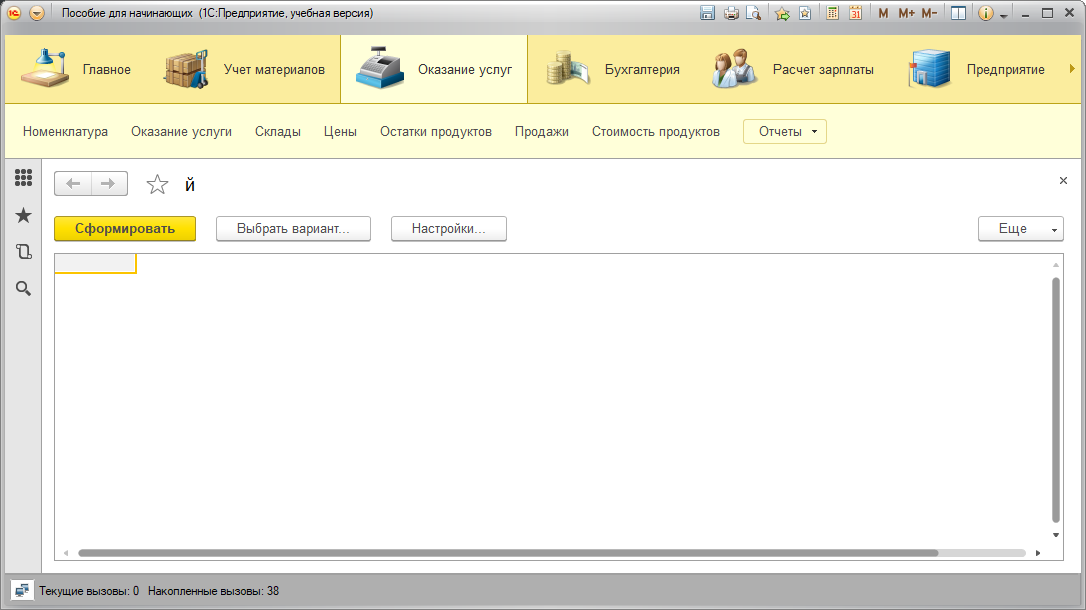 Пособие для начинающих (1С:Предприятие, учебная версия) 31 M M+ M- i
Главное Учет материалов Оказание услуг Бухгалтерия Расчет зарплаты Предприятие
Номенклатура Оказание услуги Склады Цены Остатки продуктов Продажи Стоимость продуктов Отчеты
й
Сформировать Выбрать вариант... Настройки... Еще
Текущие вызовы: 0 Накопленные вызовы: 38